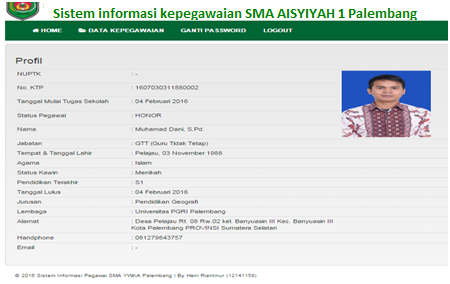 Sistem informasi kepegawaian SMA AISYIYAH 1 Palembang
HOME DATA KEPEGAWAIAN GANTI PASSWORD LOGOUT
Profil
NUPTK : -
No. KTP : 1607030311880002
Tanggal Mulai Tugas Sekolah : 04 Februari 2016
Status Pegawai : HONOR
Nama : Muhamad Dani, S.Pd
Jabatan : GTT (Guru Tidak Tetap)
Tempat & Tanggal Lahir : Pelajau, 03 November 1988
Agama : Islam
Status Kawin : Menikah
Pendidikan Terakhir : S1
Tanggal Lulus : 04 Februari 2016
Jurusan : Pendidikan Geografi
Lembaga : Universitas PGRI Palembang
Alamat : Desa Pelajau Rt. 08 Rw.02 kel. Banyuasin III Kec. Banyuasin III
Kota Palembang PROVINSI Sumatera Selatan
Handphone : 081279843757
Email : -
© 2016 Sistem Informasi Pegawai SMA YWKA Palembang | By Heni Riantinur (12141158)